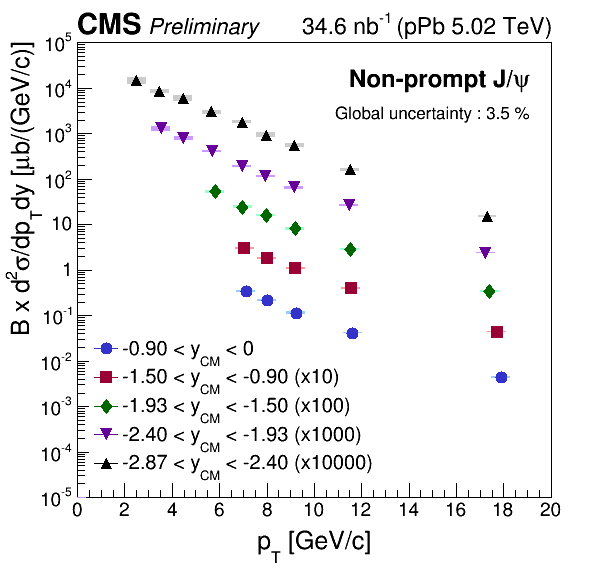 CMS Preliminary 34.6 nb⁻¹ (pPb 5.02 TeV)
Non-prompt J/ψ
Global uncertainty : 3.5 %
B x d²σ/dp_T dy [μb/(GeV/c)]
10⁵
10⁴
10³
10²
10
1
10⁻¹
10⁻²
10⁻³
10⁻⁴
10⁻⁵
-0.90 < y_CM < 0
-1.50 < y_CM < -0.90 (x10)
-1.93 < y_CM < -1.50 (x100)
-2.40 < y_CM < -1.93 (x1000)
-2.87 < y_CM < -2.40 (x10000)
0 2 4 6 8 10 12 14 16 18 20
p_T [GeV/c]